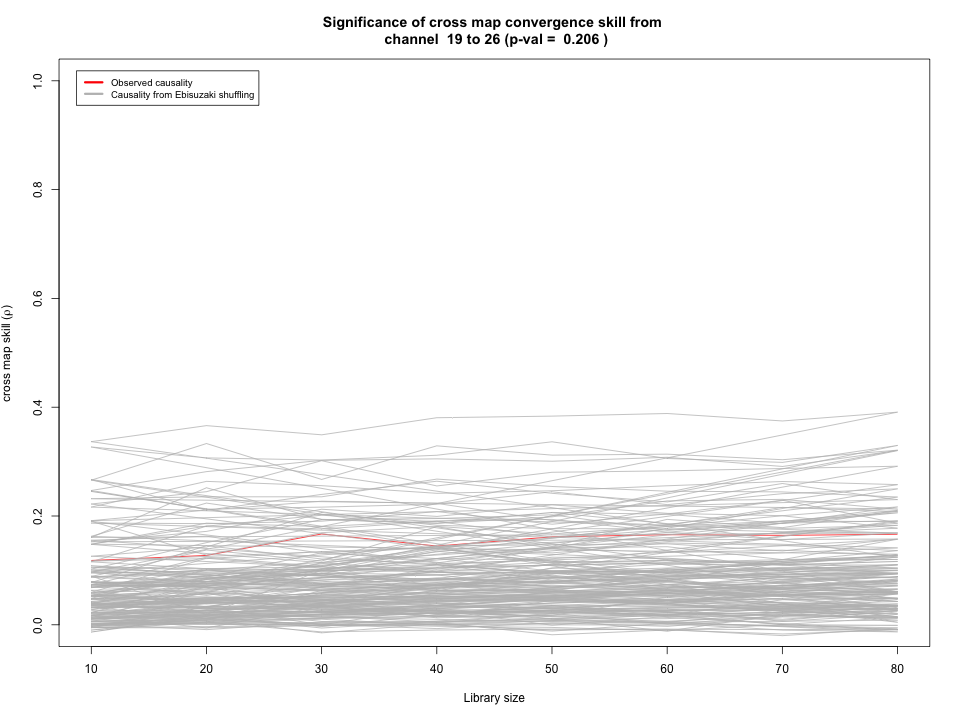 Significance of cross map convergence skill from
channel  19 to 26 (p-val =  0.206 )
Observed causality
Causality from Ebisuzaki shuffling
cross map skill (ρ)
1.0
0.8
0.6
0.4
0.2
0.0
10 20 30 40 50 60 70 80
Library size